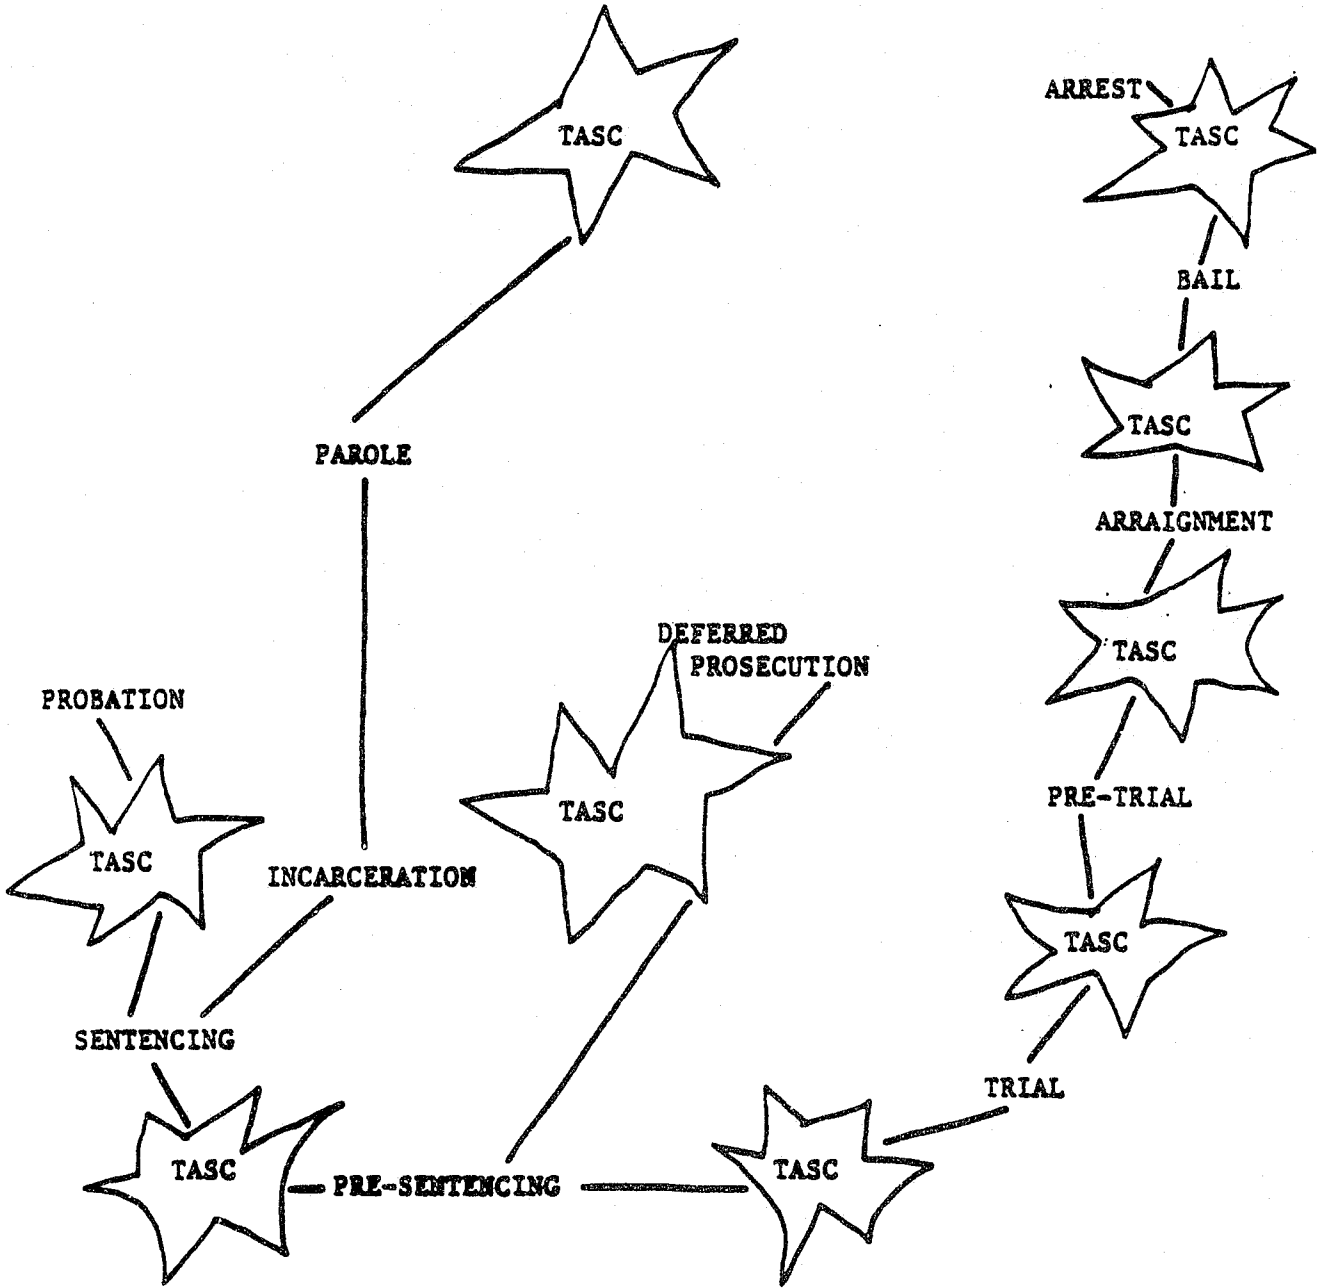 TASC
ARREST
TASC
BAIL
TASC
ARRAIGNMENT
TASC
PAROLE
DEFERRED
PROSECUTION
PROBATION
TASC
TASC
INCARCERATION
PRE-TRIAL
TASC
SENTENCING
TRIAL
TASC
PRE-SENTENCING
TASC